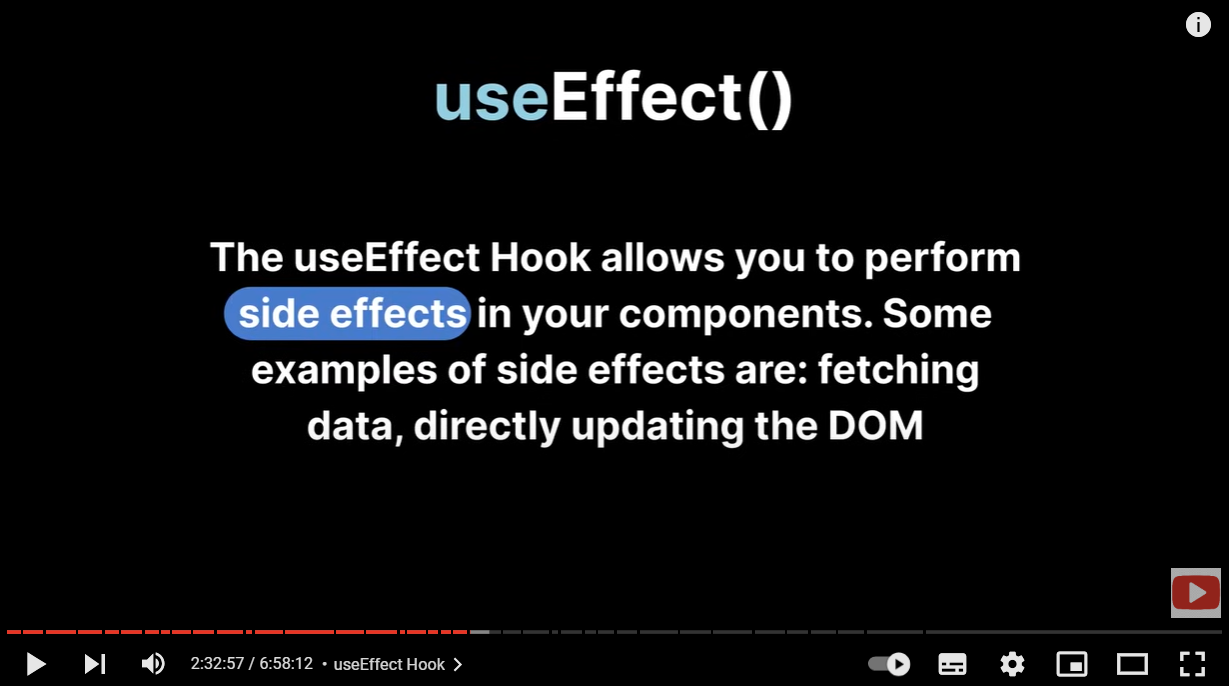 useEffect()
The useEffect Hook allows you to perform
side effects in your components. Some
examples of side effects are: fetching
data, directly updating the DOM
2:32:57 / 6:58:12 • useEffect Hook